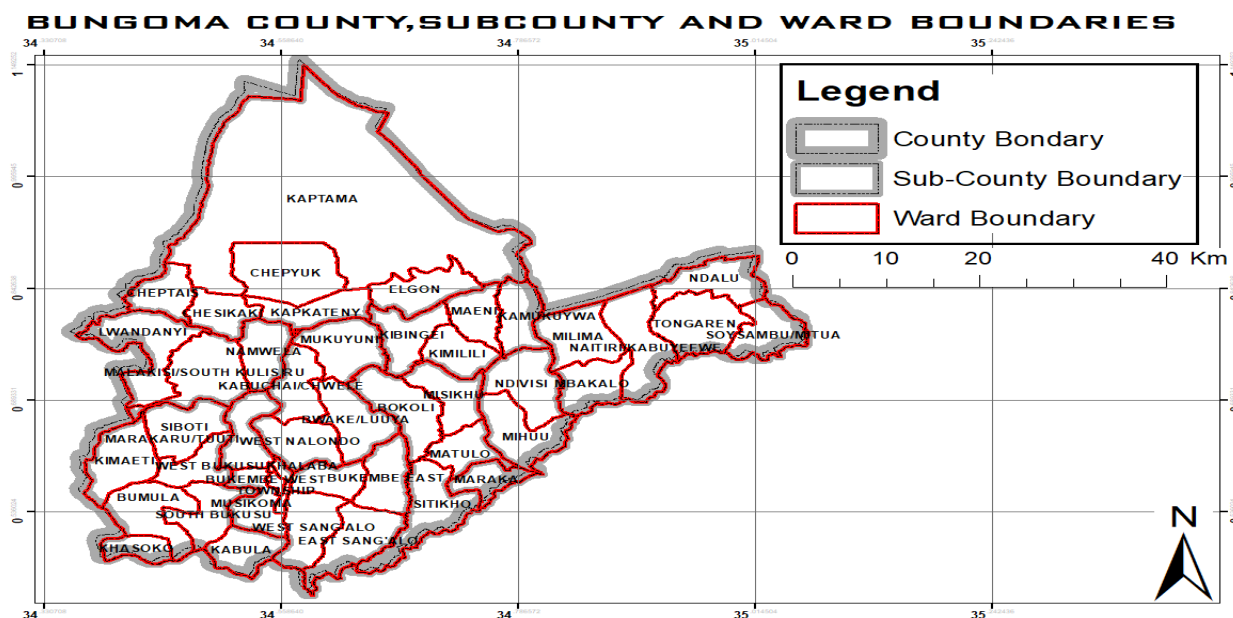 BUNGOMA COUNTY,SUBCOUNTY AND WARD BOUNDARIES
34 34 34 35 35
Legend
County Bondary
Sub-County Boundary
Ward Boundary
0 10 20 40 Km
KAPTAMA
CHEPYUK
NDALU
ELGON
CHEPTAIS
CHESIKAKI
KAPKATENY
MAENI
KAMUKUYWA
TONGAREN
LWANDANYI
MUKUYUNI
KIBINGEI
MILIMA
SOYSAMBU/MITUA
NAMWELA
KIMILILI
NAITIRI/KABUYEFWE
MALAKISI/SOUTH KULISIRU
KABUCHAI/CHWELE
NDIVISI
MBAKALO
MISIKHU
BOKOLI
BWAKE/LUUYA
SIBOTI
MARAKARU/TUUTI
WEST NALONDO
MIHUU
MATULO
KIMAETI
WEST BUKUSU
KHALABA
BUKEMBE WEST
BUKEMBE EAST
MARAKA
TOWNSHIP
BUMULA
MUSIKOMA
SITIKHO
SOUTH BUKUSU
WEST SANG'ALO
EAST SANG'ALO
KHASOKO
KABULA
N
34 34 34 35 35